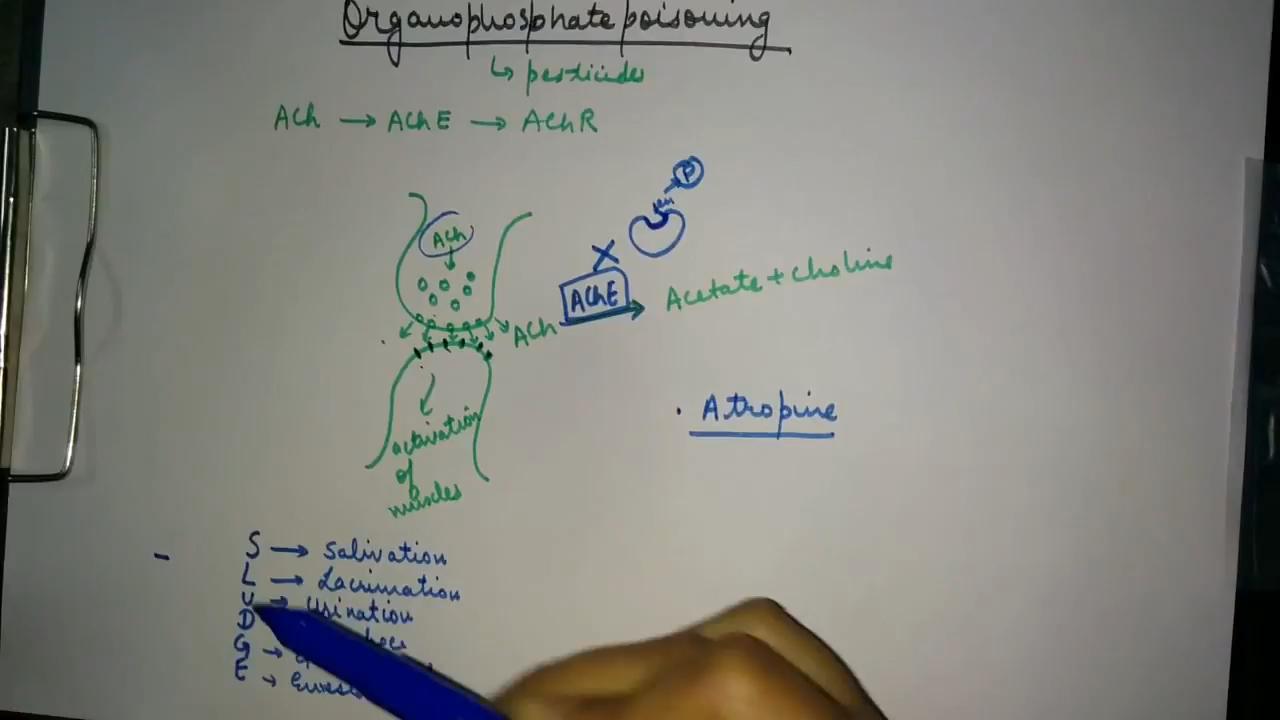 Organophosphate poisoning
↳ pesticides
ACh → AChE → AChR
P
ACh
AChE
Acetate + choline
ACh
Atropine
activation
of
muscles
S → Salivation
L → Lacrimation
U → Urination
D
G →
E →